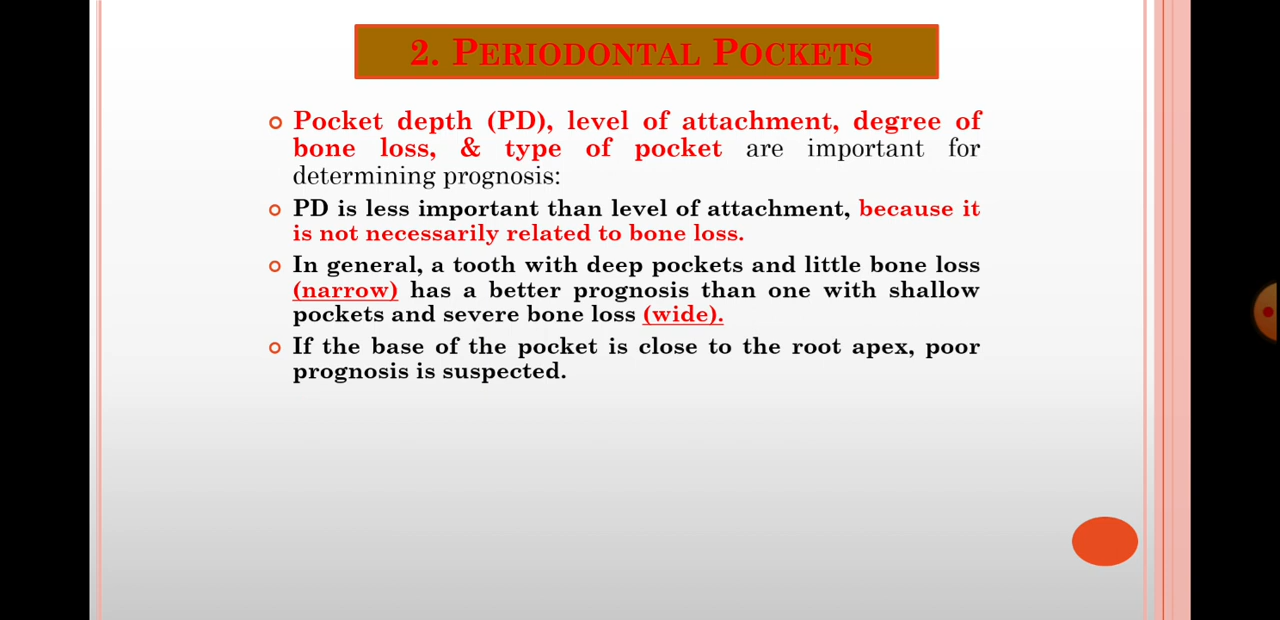 2. PERIODONTAL POCKETS
Pocket depth (PD), level of attachment, degree of
bone loss, & type of pocket are important for
determining prognosis:
PD is less important than level of attachment, because it
is not necessarily related to bone loss.
In general, a tooth with deep pockets and little bone loss
(narrow) has a better prognosis than one with shallow
pockets and severe bone loss (wide).
If the base of the pocket is close to the root apex, poor
prognosis is suspected.